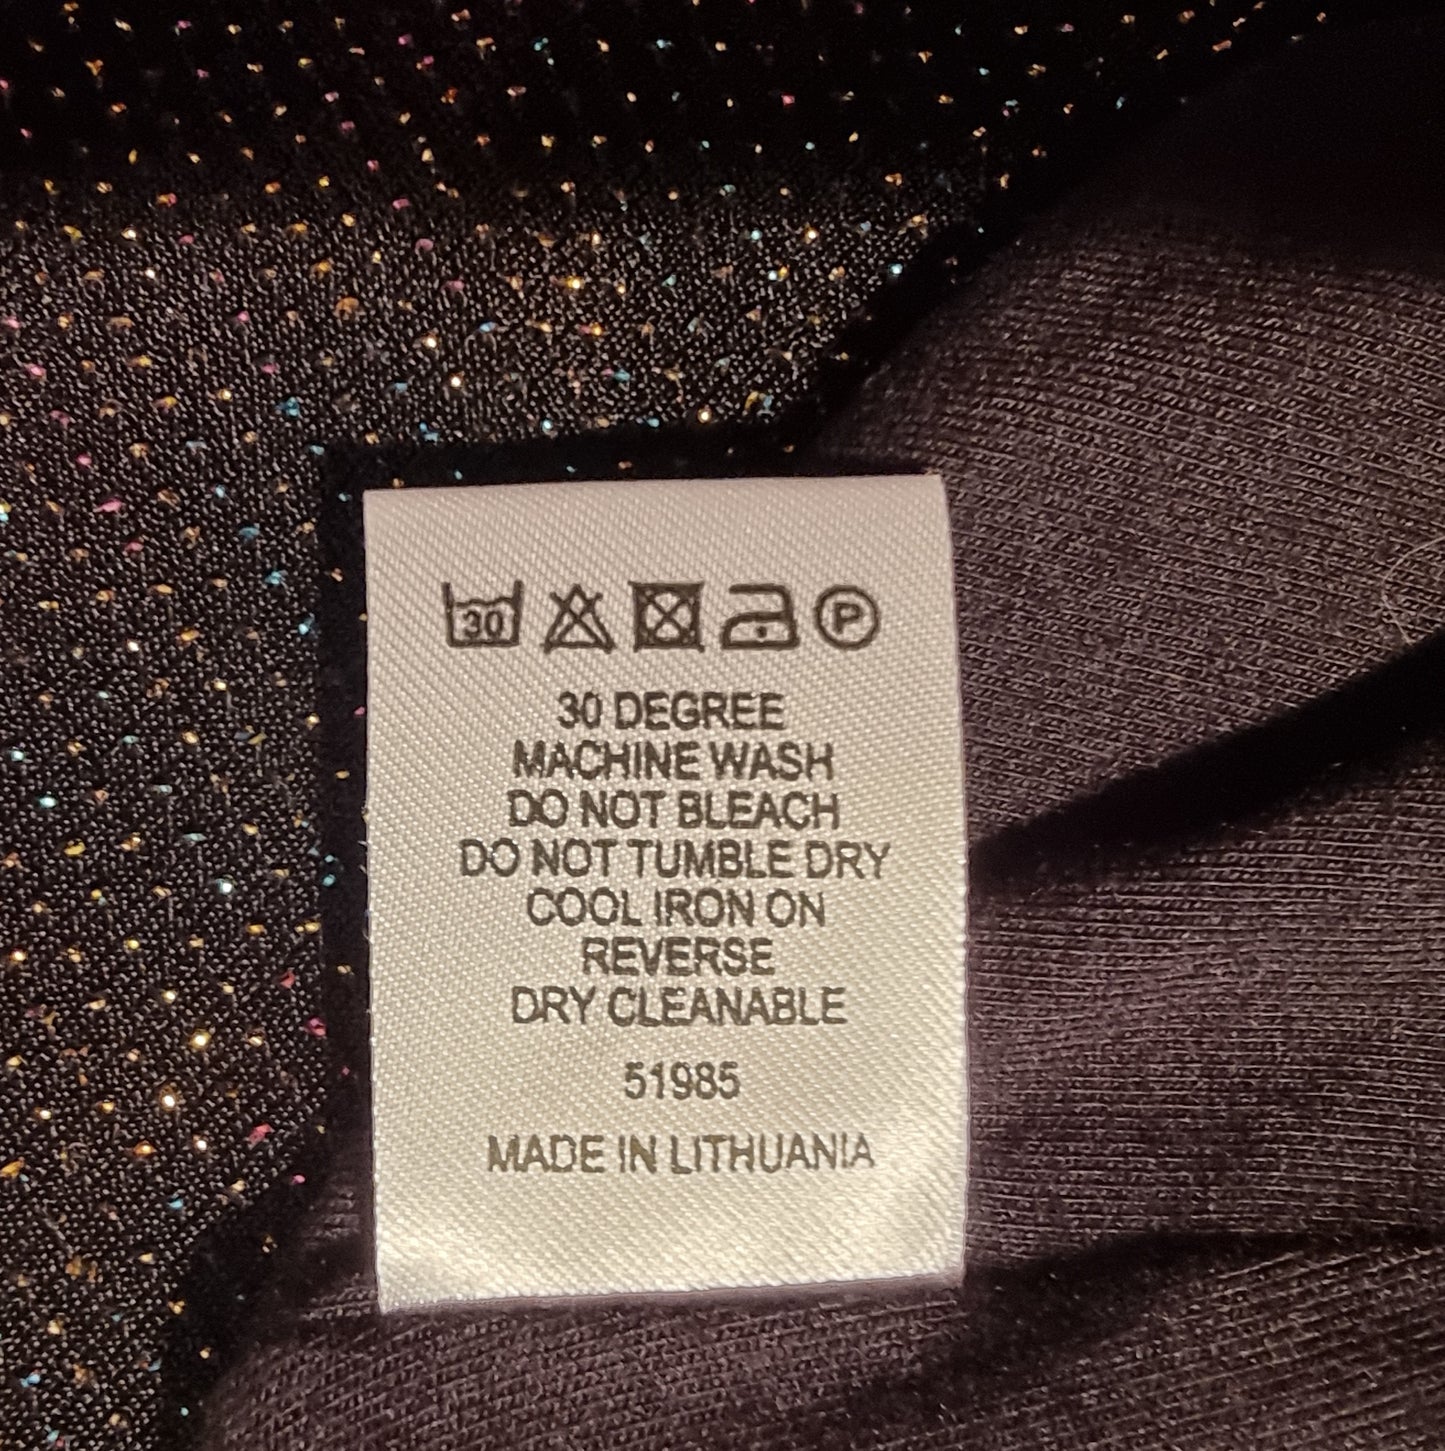 30 P
30 DEGREE
MACHINE WASH
DO NOT BLEACH
DO NOT TUMBLE DRY
COOL IRON ON
REVERSE
DRY CLEANABLE
51985
MADE IN LITHUANIA